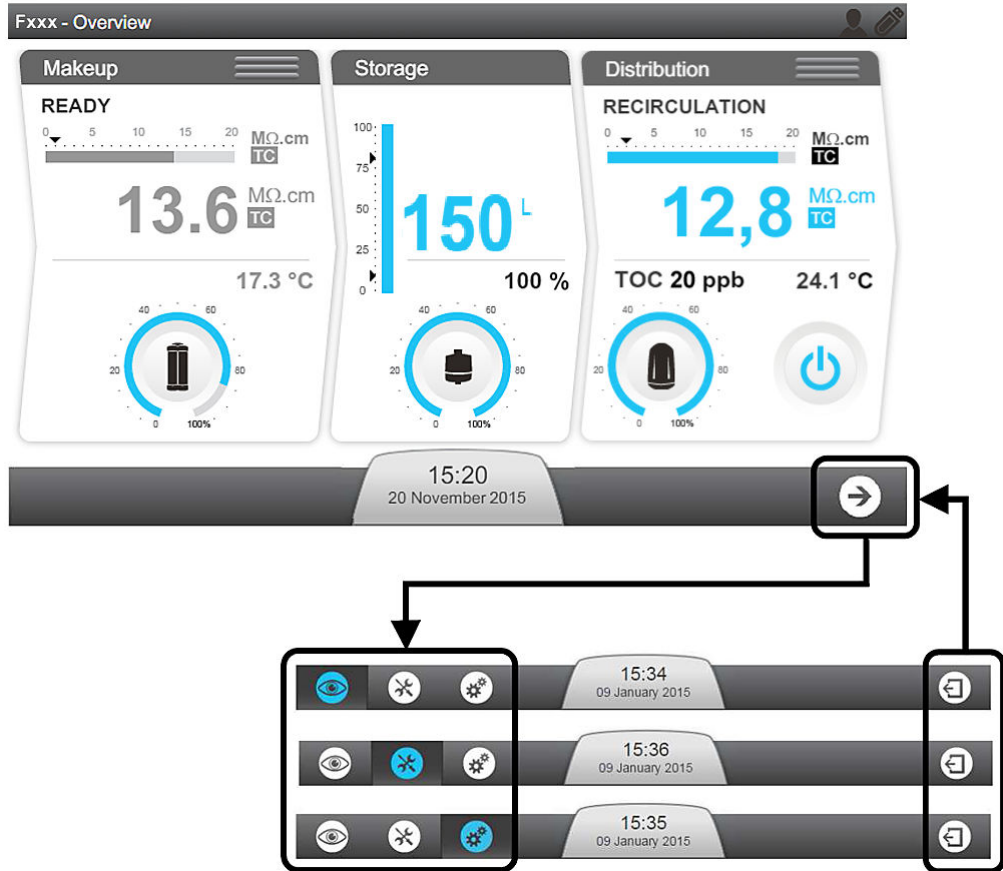 Fxxx - Overview
B
Makeup
READY
0 5 10 15 20 MΩ.cm
TC
13.6 MΩ.cm
TC
17.3 °C
0 20 40 60 80 100%
Storage
100
75
50
25
0
150 L
100 %
0 20 40 60 80 100%
Distribution
RECIRCULATION
0 5 10 15 20 MΩ.cm
TC
12,8 MΩ.cm
TC
TOC 20 ppb 24.1 °C
0 20 40 60 80 100%
15:20
20 November 2015
15:34
09 January 2015
15:36
09 January 2015
15:35
09 January 2015